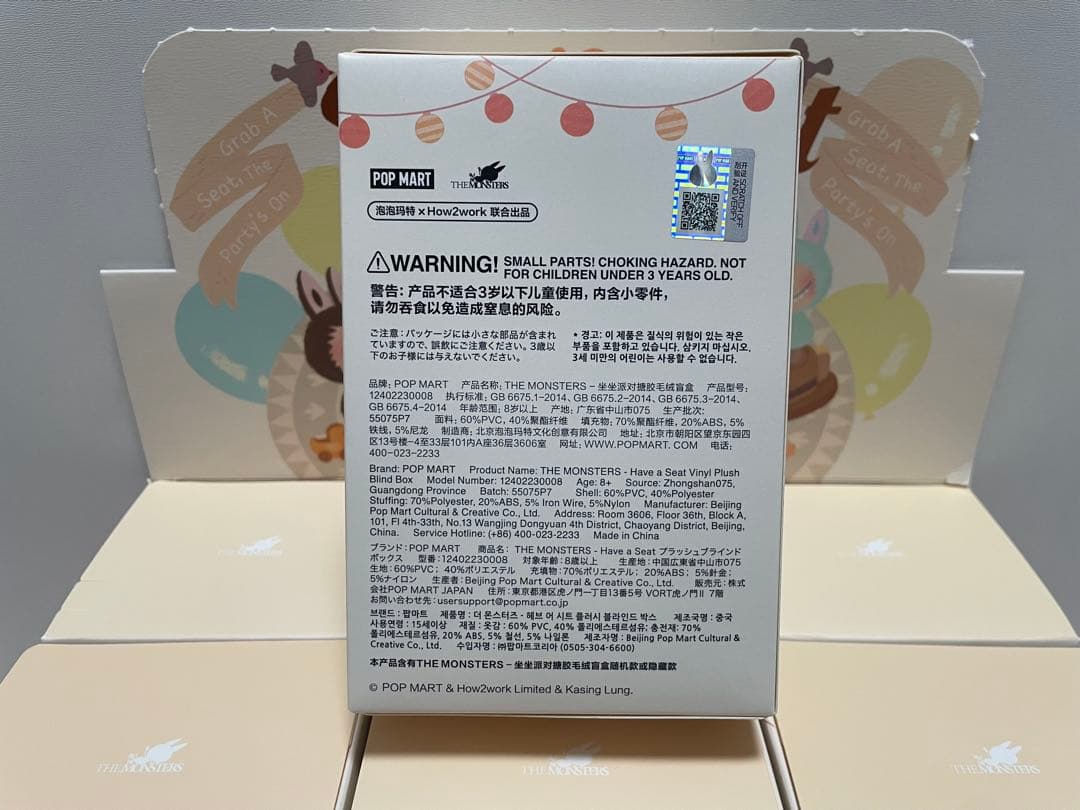 Grab A
Seat, The
Party's On
t
Grab A
Seat, The
Party's On
POP MART
THE MONSTERS
泡泡玛特 × How2work 联合出品
POP MART
刮开涂层 SCRATCH OFF
AND VERIFY
WARNING! SMALL PARTS! CHOKING HAZARD. NOT
FOR CHILDREN UNDER 3 YEARS OLD.
警告：产品不适合3岁以下儿童使用，内含小零件，
请勿吞食以免造成窒息的风险。
ご注意：パッケージには小さな部品が含まれ
ていますので、誤飲にご注意ください。3歳以
下のお子様には与えないでください。
* 경고: 이 제품은 질식의 위험이 있는 작은
부품을 포함하고 있습니다. 삼키지 마십시오.
3세 미만의 어린이는 사용할 수 없습니다.
品牌：POP MART 产品名称：THE MONSTERS – 坐坐派对搪胶毛绒盲盒 产品型号：
12402230008 执行标准：GB 6675.1-2014、GB 6675.2-2014、GB 6675.3-2014、
GB 6675.4-2014 年龄范围：8岁以上 产地：广东省中山市075 生产批次：
55075P7 面料：60%PVC, 40%聚酯纤维 填充物：70%聚酯纤维, 20%ABS, 5%
铁线, 5%尼龙 制造商：北京泡泡玛特文化创意有限公司 地址：北京市朝阳区望京东园四
区13号楼-4至33层101内A座36层3606室 网址：WWW.POPMART. COM 电话：
400-023-2233
Brand: POP MART Product Name: THE MONSTERS - Have a Seat Vinyl Plush
Blind Box Model Number: 12402230008 Age: 8+ Source: Zhongshan075,
Guangdong Province Batch: 55075P7 Shell: 60%PVC, 40%Polyester
Stuffing: 70%Polyester, 20%ABS, 5% Iron Wire, 5%Nylon Manufacturer: Beijing
Pop Mart Cultural & Creative Co., Ltd. Address: Room 3606, Floor 36th, Block A,
101, Fl 4th-33th, No.13 Wangjing Dongyuan 4th District, Chaoyang District, Beijing,
China. Service Hotline: (+86) 400-023-2233 Made in China
ブランド：POP MART 商品名： THE MONSTERS - Have a Seat プラッシュブラインド
ボックス 型番：12402230008 対象年齢：8歳以上 生産地：中国広東省中山市075
生地：60%PVC； 40%ポリエステル 充填物：70%ポリエステル； 20%ABS； 5%針金；
5%ナイロン 生産者：Beijing Pop Mart Cultural & Creative Co., Ltd. 販売元：株式
会社POP MART JAPAN 住所：東京都港区虎ノ門一丁目13番5号 VORT虎ノ門II 7階
お問い合わせ先：usersupport@popmart.co.jp
브랜드 : 팝마트 제품명 : 더 몬스터즈 - 헤브 어 시트 플러시 블라인드 박스 제조국명 : 중국
사용연령 : 15세이상 재질 : 옷감 : 60% PVC, 40% 폴리에스테르섬유: 충전재: 70%
폴리에스테르섬유, 20% ABS, 5% 철선, 5% 나일론 제조자명 : Beijing Pop Mart Cultural &
Creative Co., Ltd. 수입자명 : ㈜팝마트코리아 (0505-304-6600)
本产品含有THE MONSTERS – 坐坐派对搪胶毛绒盲盒随机款或隐藏款
© POP MART & How2work Limited & Kasing Lung.
THE MONSTERS
THE MONSTERS
THE MONSTERS
THE MONSTERS
THE MONSTERS